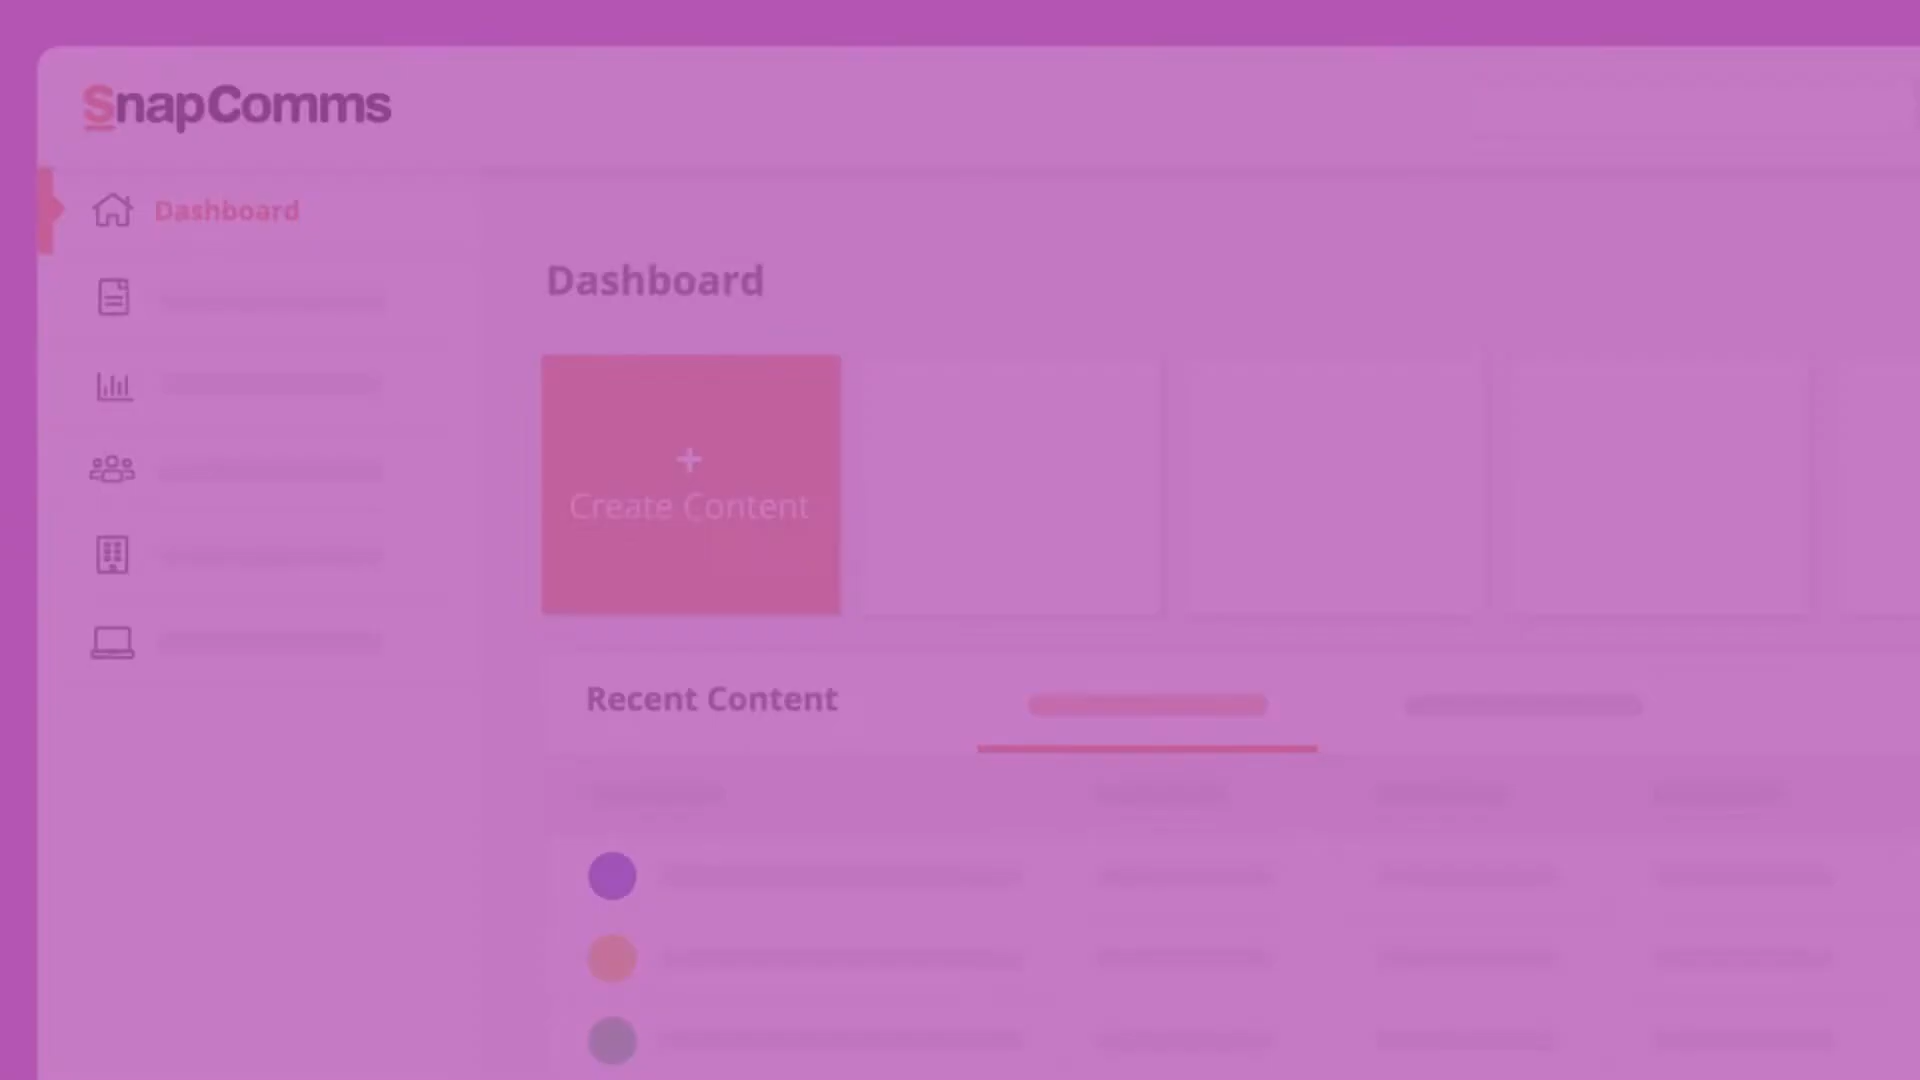 SnapComms
Dashboard
Dashboard
+
Create Content
Recent Content